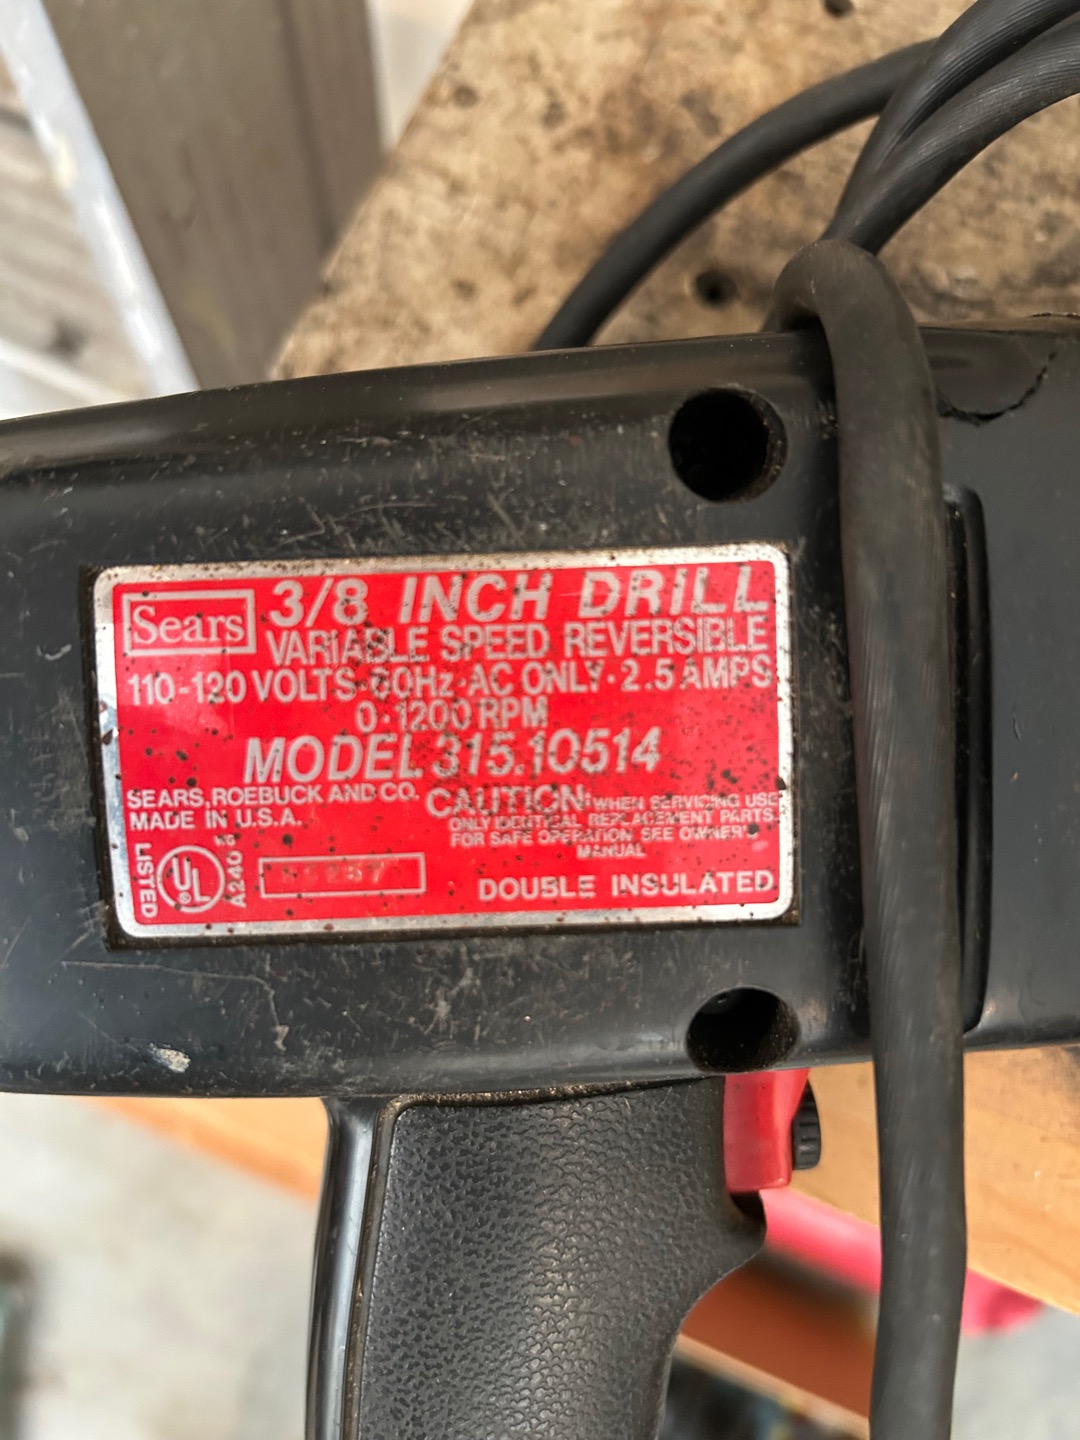 Sears
3/8 INCH DRILL
VARIABLE SPEED REVERSIBLE
110-120 VOLTS·60Hz·AC ONLY·2.5 AMPS
0-1200 RPM
MODEL 315.10514
SEARS, ROEBUCK AND CO.
MADE IN U.S.A.
CAUTION: WHEN SERVICING USE
ONLY IDENTICAL REPLACEMENT PARTS.
FOR SAFE OPERATION SEE OWNER'S
MANUAL
LISTED
UL
®
A240
DOUBLE INSULATED